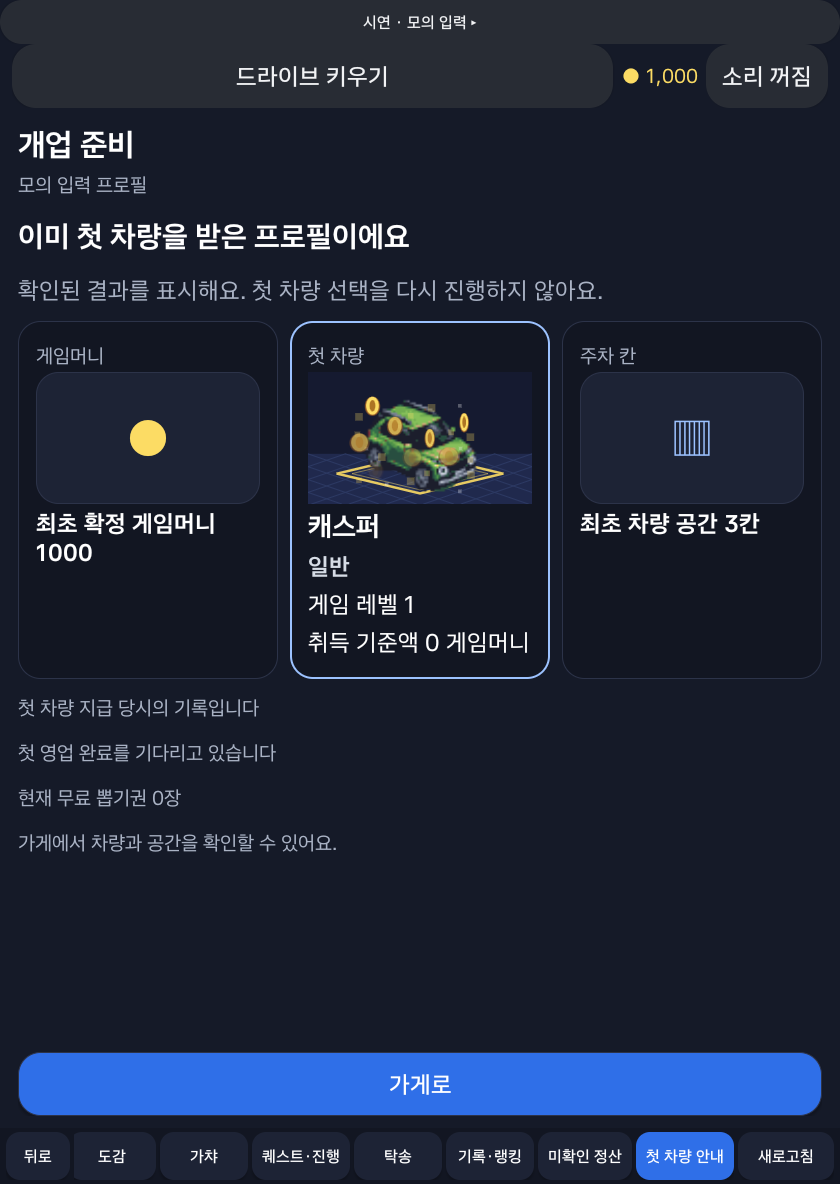 시연 · 모의 입력 ▸
드라이브 키우기
1,000
소리 꺼짐
개업 준비
모의 입력 프로필
이미 첫 차량을 받은 프로필이에요
확인된 결과를 표시해요. 첫 차량 선택을 다시 진행하지 않아요.
게임머니
최초 확정 게임머니
1000
첫 차량
캐스퍼
일반
게임 레벨 1
취득 기준액 0 게임머니
주차 칸
최초 차량 공간 3칸
첫 차량 지급 당시의 기록입니다
첫 영업 완료를 기다리고 있습니다
현재 무료 뽑기권 0장
가게에서 차량과 공간을 확인할 수 있어요.
가게로
뒤로
도감
가챠
퀘스트·진행
탁송
기록·랭킹
미확인 정산
첫 차량 안내
새로고침